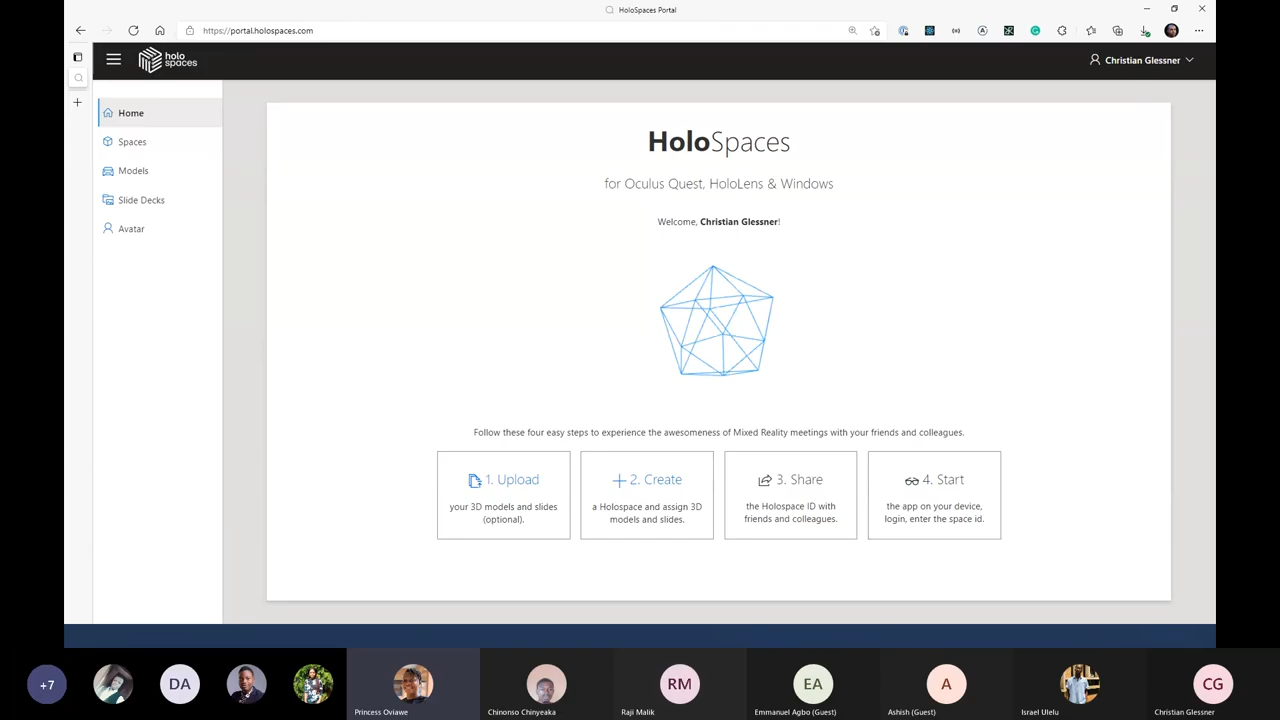 HoloSpaces Portal
https://portal.holospaces.com
holo
spaces
Christian Glessner
Home
Spaces
Models
Slide Decks
Avatar
HoloSpaces
for Oculus Quest, HoloLens & Windows
Welcome, Christian Glessner!
Follow these four easy steps to experience the awesomeness of Mixed Reality meetings with your friends and colleagues.
1. Upload
your 3D models and slides
(optional).
2. Create
a Holospace and assign 3D
models and slides.
3. Share
the Holospace ID with
friends and colleagues.
4. Start
the app on your device,
login, enter the space id.
+7
DA
Princess Oviawe
Chinonso Chinyeaka
RM
Raji Malik
EA
Emmanuel Agbo (Guest)
A
Ashish (Guest)
Israel Ulelu
CG
Christian Glessner